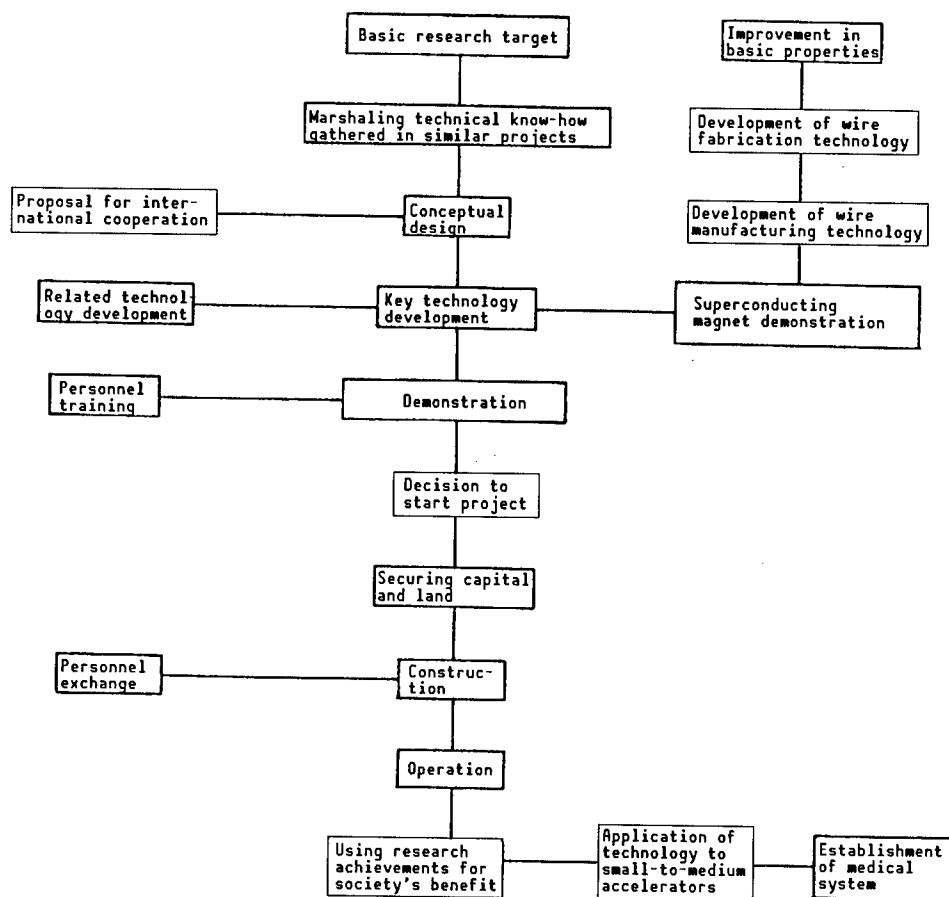 Basic research target
Improvement in
basic properties
Marshaling technical know-how
gathered in similar projects
Development of wire
fabrication technology
Proposal for inter-
national cooperation
Conceptual
design
Development of wire
manufacturing technology
Related technol-
ogy development
Key technology
development
Superconducting
magnet demonstration
Personnel
training
Demonstration
Decision to
start project
Securing capital
and land
Personnel
exchange
Construc-
tion
Operation
Using research
achievements for
society's benefit
Application of
technology to
small-to-medium
accelerators
Establishment
of medical
system